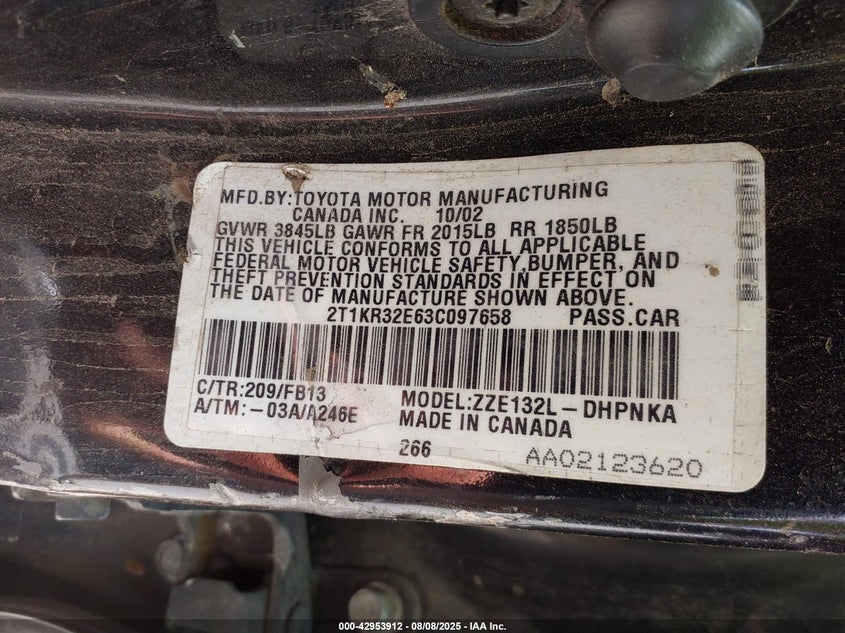 MFD.BY:TOYOTA MOTOR MANUFACTURING
CANADA INC. 10/02
GVWR 3845LB GAWR FR 2015LB RR 1850LB
THIS VEHICLE CONFORMS TO ALL APPLICABLE
FEDERAL MOTOR VEHICLE SAFETY,BUMPER, AND
THEFT PREVENTION STANDARDS IN EFFECT ON
THE DATE OF MANUFACTURE SHOWN ABOVE.
2T1KR32E63C097658 PASS.CAR
C/TR:209/FB13 MODEL:ZZE132L-DHPNKA
A/TM:-03A/A246E MADE IN CANADA
266 AA02123620
000-42953912 - 08/08/2025 - IAA Inc.